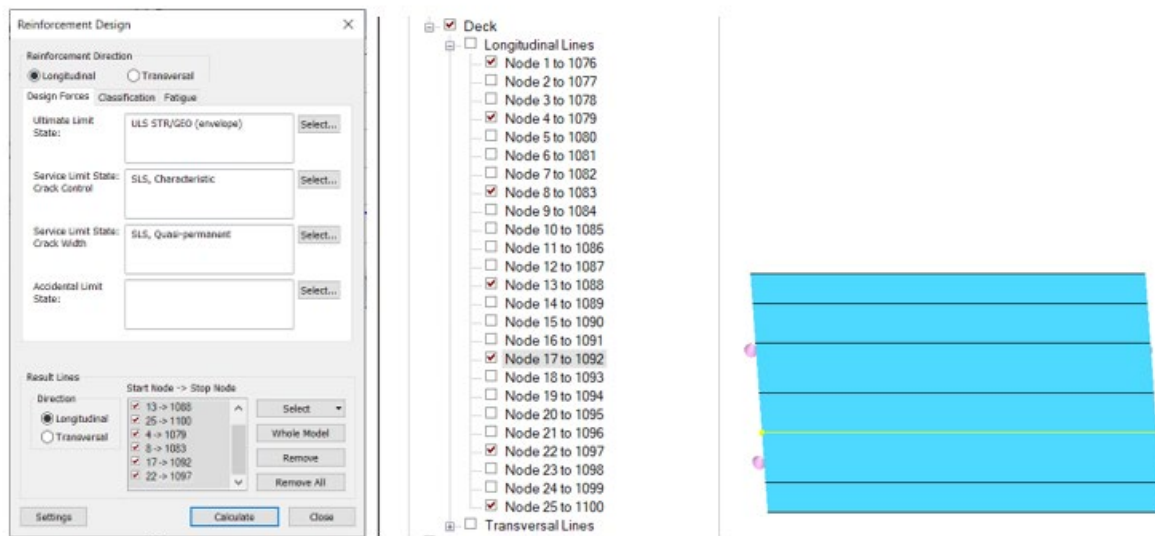 Reinforcement Design
Reinforcement Direction
Longitudinal
Transversal
Design Forces
Classification
Fatigue
Ultimate Limit
State:
ULS STR/GEO (envelope)
Select...
Service Limit State:
Crack Control
SLS, Characteristic
Select...
Service Limit State:
Crack Width
SLS, Quasi-permanent
Select...
Accidental Limit
State:
Select...
Result Lines
Direction
Longitudinal
Transversal
Start Node -> Stop Node
13 -> 1088
25 -> 1100
4 -> 1079
8 -> 1083
17 -> 1092
22 -> 1097
Select
Whole Model
Remove
Remove All
Settings
Calculate
Close
Deck
Longitudinal Lines
Node 1 to 1076
Node 2 to 1077
Node 3 to 1078
Node 4 to 1079
Node 5 to 1080
Node 6 to 1081
Node 7 to 1082
Node 8 to 1083
Node 9 to 1084
Node 10 to 1085
Node 11 to 1086
Node 12 to 1087
Node 13 to 1088
Node 14 to 1089
Node 15 to 1090
Node 16 to 1091
Node 17 to 1092
Node 18 to 1093
Node 19 to 1094
Node 20 to 1095
Node 21 to 1096
Node 22 to 1097
Node 23 to 1098
Node 24 to 1099
Node 25 to 1100
Transversal Lines